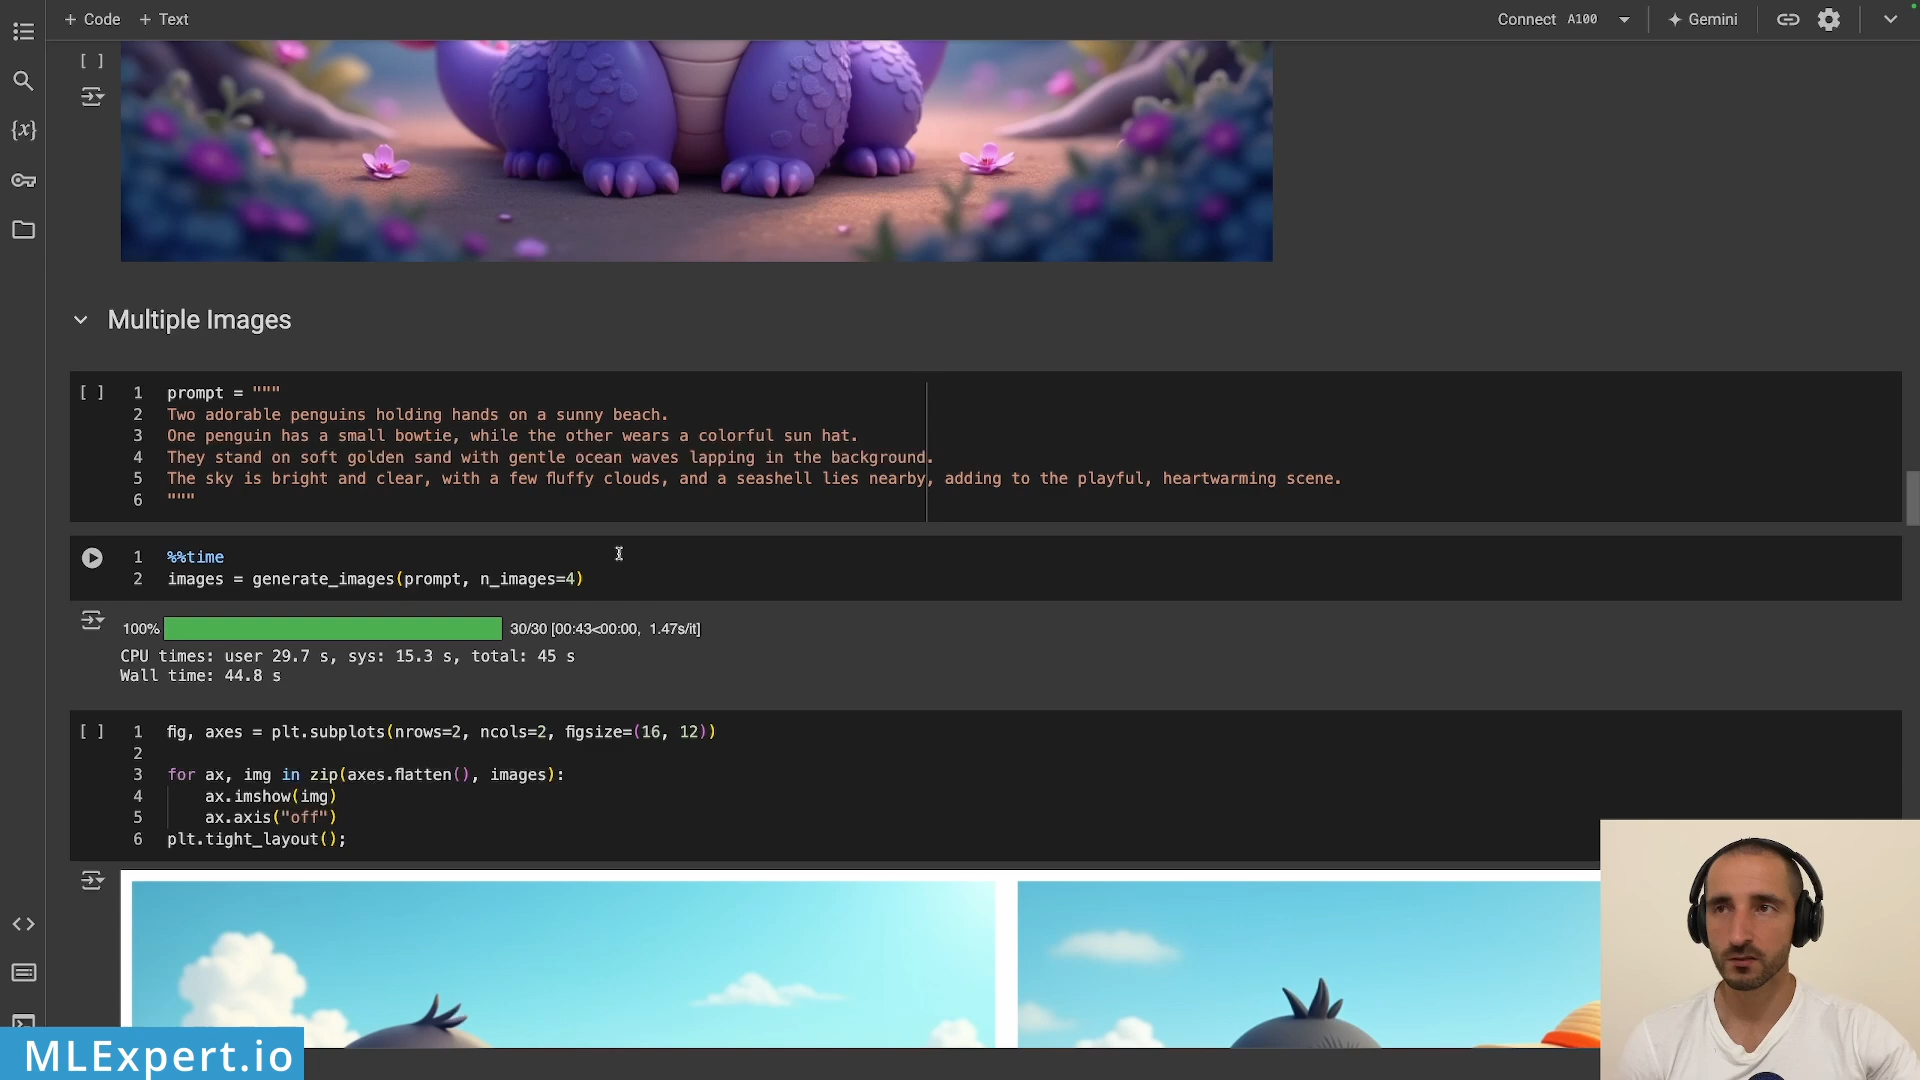 + Code + Text
Connect A100
Gemini
{x}
[ ]
Multiple Images
[ ] 1 prompt = """
2 Two adorable penguins holding hands on a sunny beach.
3 One penguin has a small bowtie, while the other wears a colorful sun hat.
4 They stand on soft golden sand with gentle ocean waves lapping in the background.
5 The sky is bright and clear, with a few fluffy clouds, and a seashell lies nearby, adding to the playful, heartwarming scene.
6 """
1 %%time
2 images = generate_images(prompt, n_images=4)
100% 30/30 [00:43<00:00, 1.47s/it]
CPU times: user 29.7 s, sys: 15.3 s, total: 45 s
Wall time: 44.8 s
[ ] 1 fig, axes = plt.subplots(nrows=2, ncols=2, figsize=(16, 12))
2
3 for ax, img in zip(axes.flatten(), images):
4 ax.imshow(img)
5 ax.axis("off")
6 plt.tight_layout();
MLExpert.io